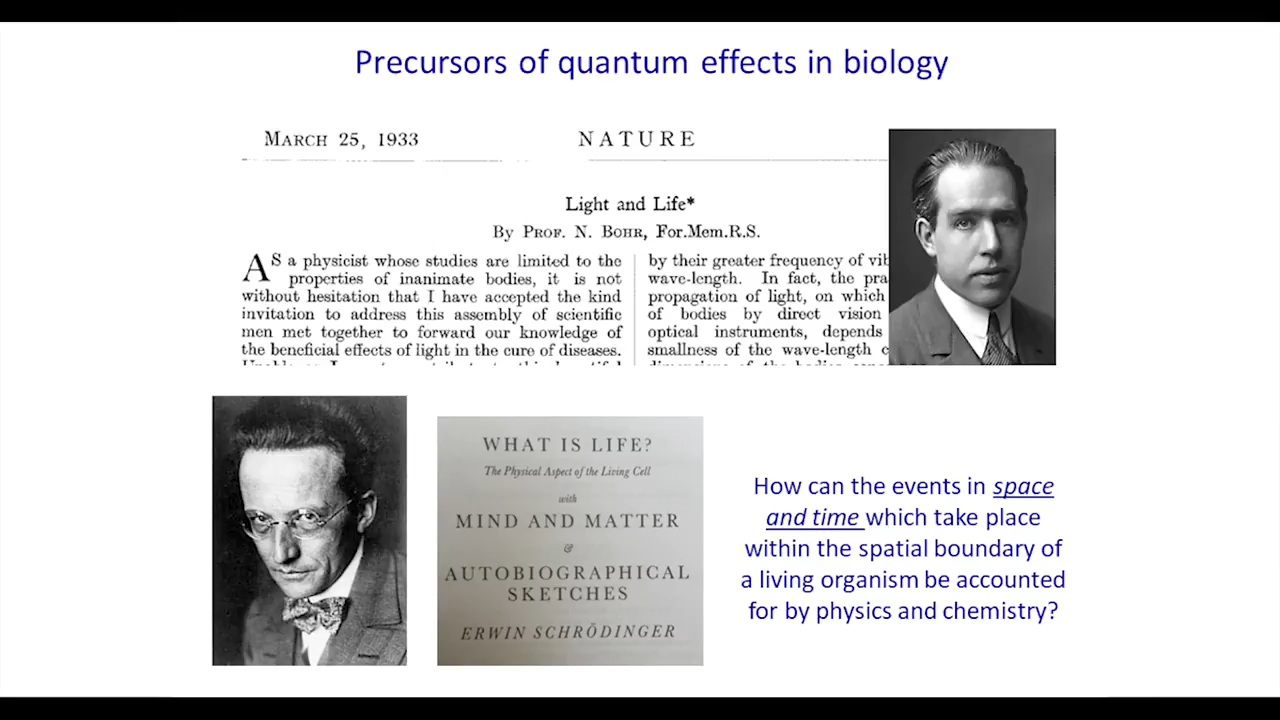 Precursors of quantum effects in biology
MARCH 25, 1933
NATURE
Light and Life*
By PROF. N. BOHR, For.Mem.R.S.
AS a physicist whose studies are limited to the
properties of inanimate bodies, it is not
without hesitation that I have accepted the kind
invitation to address this assembly of scientific
men met together to forward our knowledge of
the beneficial effects of light in the cure of diseases.
by their greater frequency of
wave-length. In fact, the
propagation of light, on which
of bodies by direct vision
optical instruments, depends
smallness of the wave-length
WHAT IS LIFE?
The Physical Aspect of the Living Cell
with
MIND AND MATTER
&
AUTOBIOGRAPHICAL
SKETCHES
ERWIN SCHRÖDINGER
How can the events in space
and time which take place
within the spatial boundary of
a living organism be accounted
for by physics and chemistry?